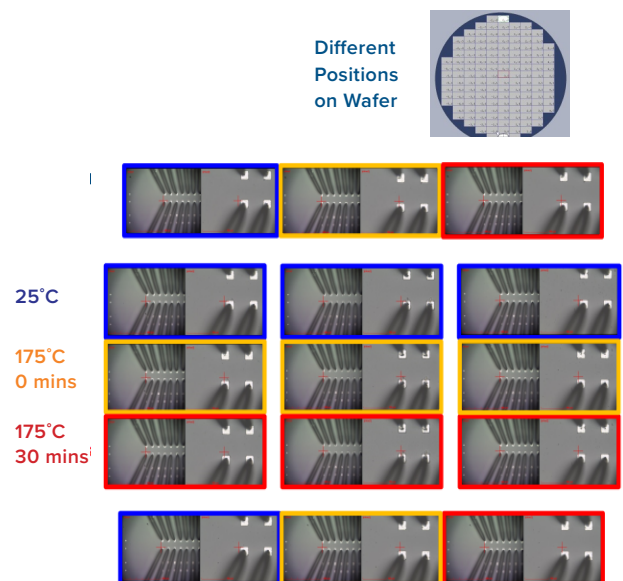 Different
Positions
on Wafer
25°C
175°C
0 mins
175°C
30 mins